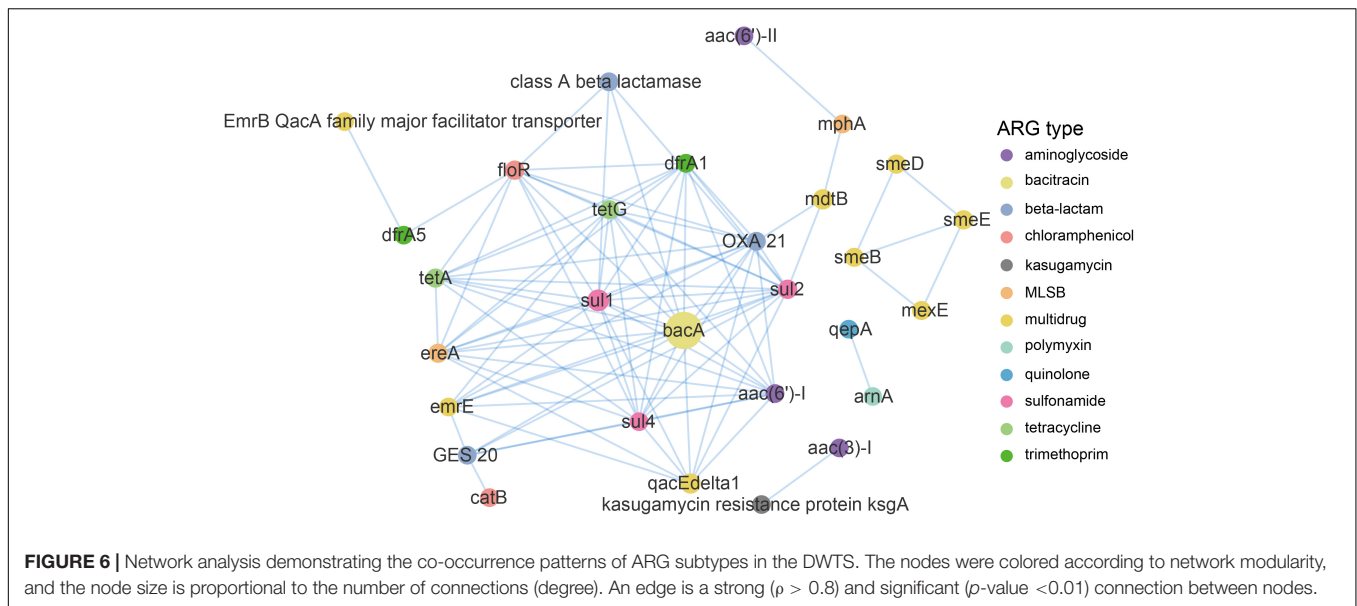 aac(6')-II
class A beta lactamase
EmrB QacA family major facilitator transporter
mphA
floR
dfrA1
smeD
mdtB
tetG
smeE
dfrA5
OXA 21
smeB
tetA
sul2
sul1
mexE
bacA
qepA
ereA
aac(6')-I
arnA
emrE
sul4
aac(3)-I
GES 20
qacEdelta1
catB
kasugamycin resistance protein ksgA
ARG type
aminoglycoside
bacitracin
beta-lactam
chloramphenicol
kasugamycin
MLSB
multidrug
polymyxin
quinolone
sulfonamide
tetracycline
trimethoprim
FIGURE 6 | Network analysis demonstrating the co-occurrence patterns of ARG subtypes in the DWTS. The nodes were colored according to network modularity,
and the node size is proportional to the number of connections (degree). An edge is a strong (ρ > 0.8) and significant (p-value <0.01) connection between nodes.